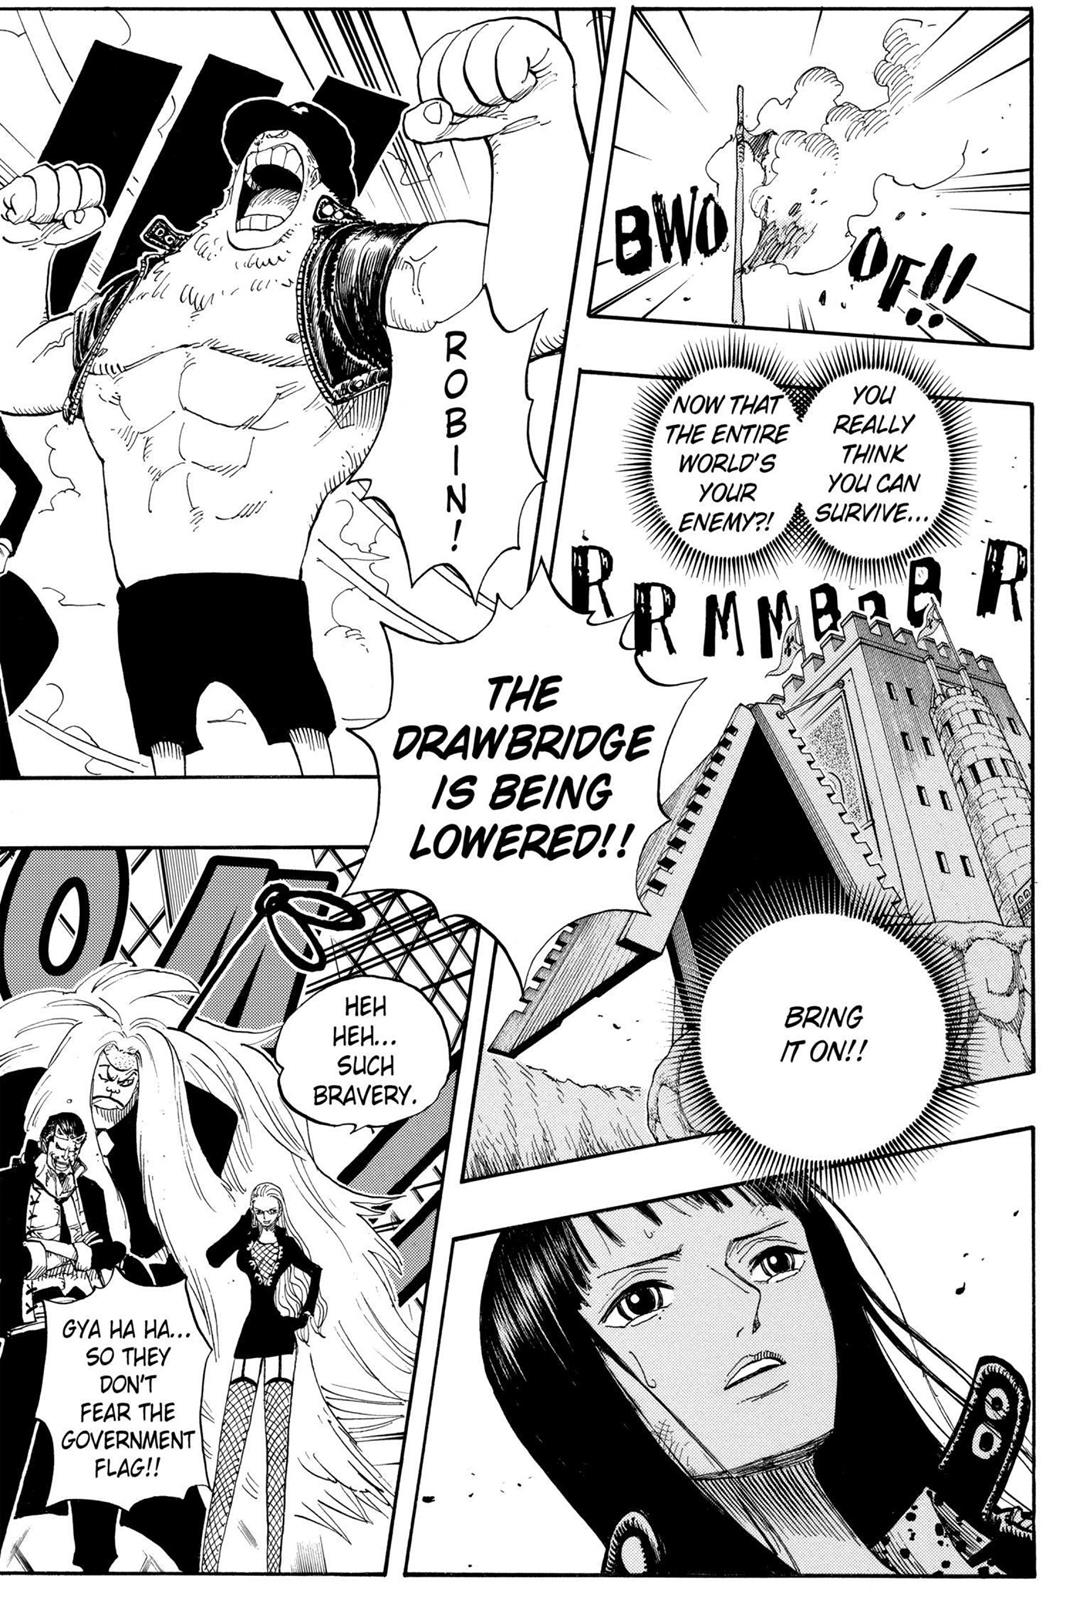 BWO
OF!!
YOU
REALLY
THINK
YOU CAN
SURVIVE...
NOW THAT
THE ENTIRE
WORLD'S
YOUR
ENEMY?!
BRING
IT ON!!
ROBIN!
THE
DRAWBRIDGE
IS BEING
LOWERED!!
HEH
HEH...
SUCH
BRAVERY.
GYA HA HA...
SO THEY
DON'T
FEAR THE
GOVERNMENT
FLAG!!